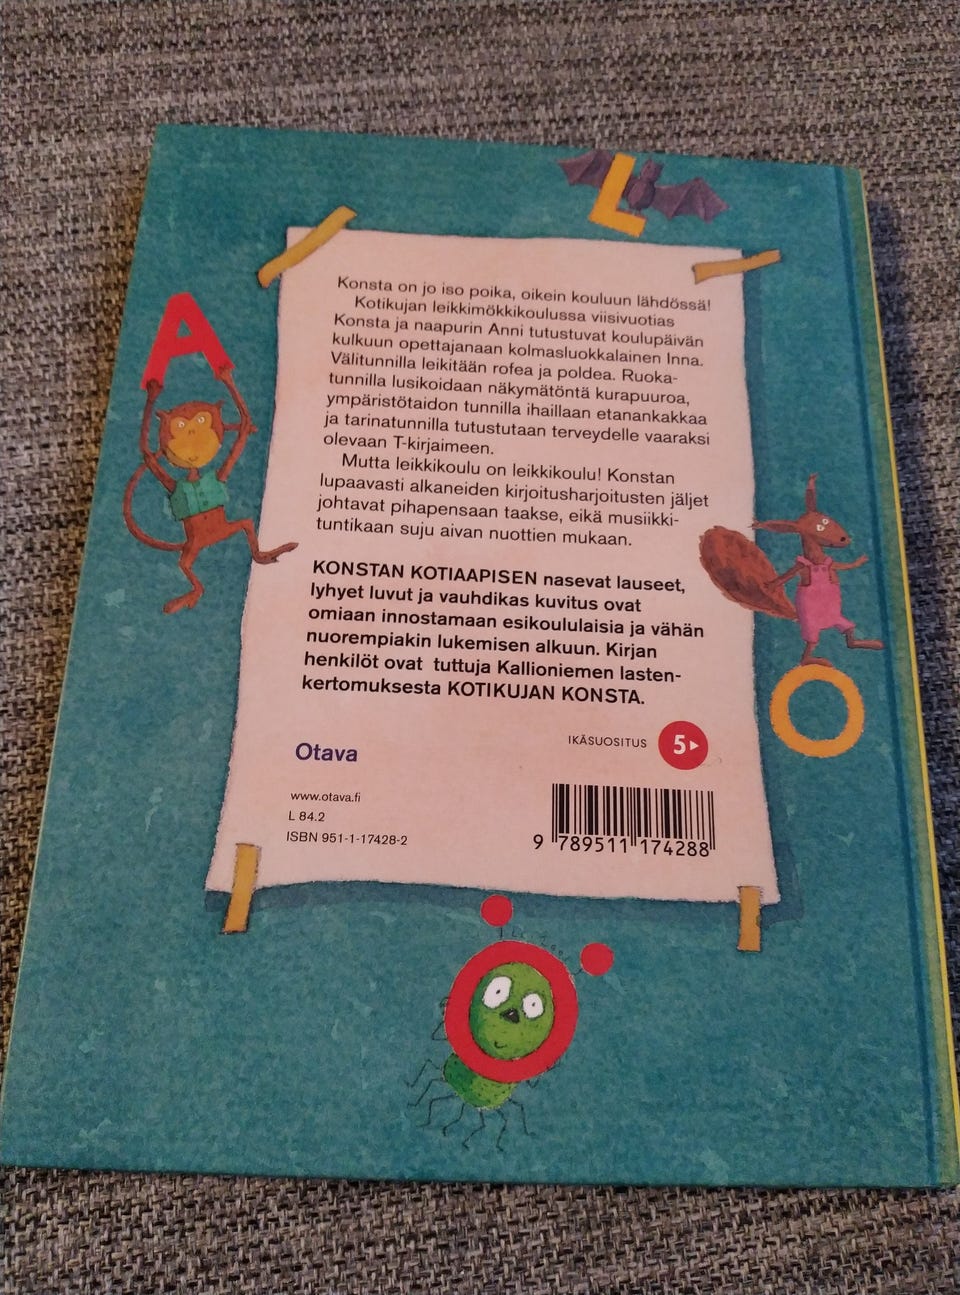 L
A
Konsta on jo iso poika, oikein kouluun lähdössä!
Kotikujan leikkimökkikoulussa viisivuotias
Konsta ja naapurin Anni tutustuvat koulupäivän
kulkuun opettajanaan kolmasluokkalainen Inna.
Välitunnilla leikitään rofea ja poldea. Ruoka-
tunnilla lusikoidaan näkymätöntä kurapuuroa,
ympäristötaidon tunnilla ihaillaan etanankakkaa
ja tarinatunnilla tutustutaan terveydelle vaaraksi
olevaan T-kirjaimeen.
Mutta leikkikoulu on leikkikoulu! Konstan
lupaavasti alkaneiden kirjoitusharjoitusten jäljet
johtavat pihapensaan taakse, eikä musiikki-
tuntikaan suju aivan nuottien mukaan.
KONSTAN KOTIAAPISEN nasevat lauseet,
lyhyet luvut ja vauhdikas kuvitus ovat
omiaan innostamaan esikoululaisia ja vähän
nuorempiakin lukemisen alkuun. Kirjan
henkilöt ovat tuttuja Kallioniemen lasten-
kertomuksesta KOTIKUJAN KONSTA.
O
IKÄSUOSITUS 5
Otava
www.otava.fi
L 84.2
ISBN 951-1-17428-2
9 789511 174288
Ö